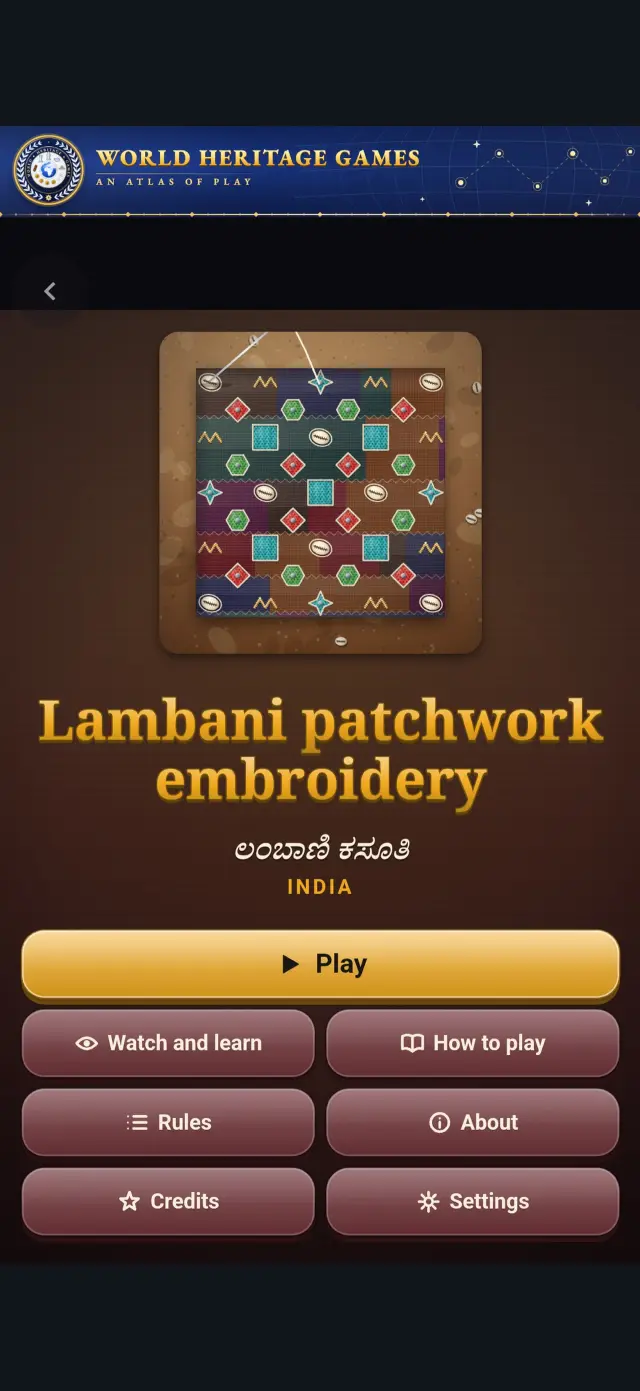 WORLD HERITAGE GAMES
AN ATLAS OF PLAY
Lambani patchwork
embroidery
ಲಂಬಾಣಿ ಕಸೂತಿ
INDIA
Play
Watch and learn
How to play
Rules
About
Credits
Settings